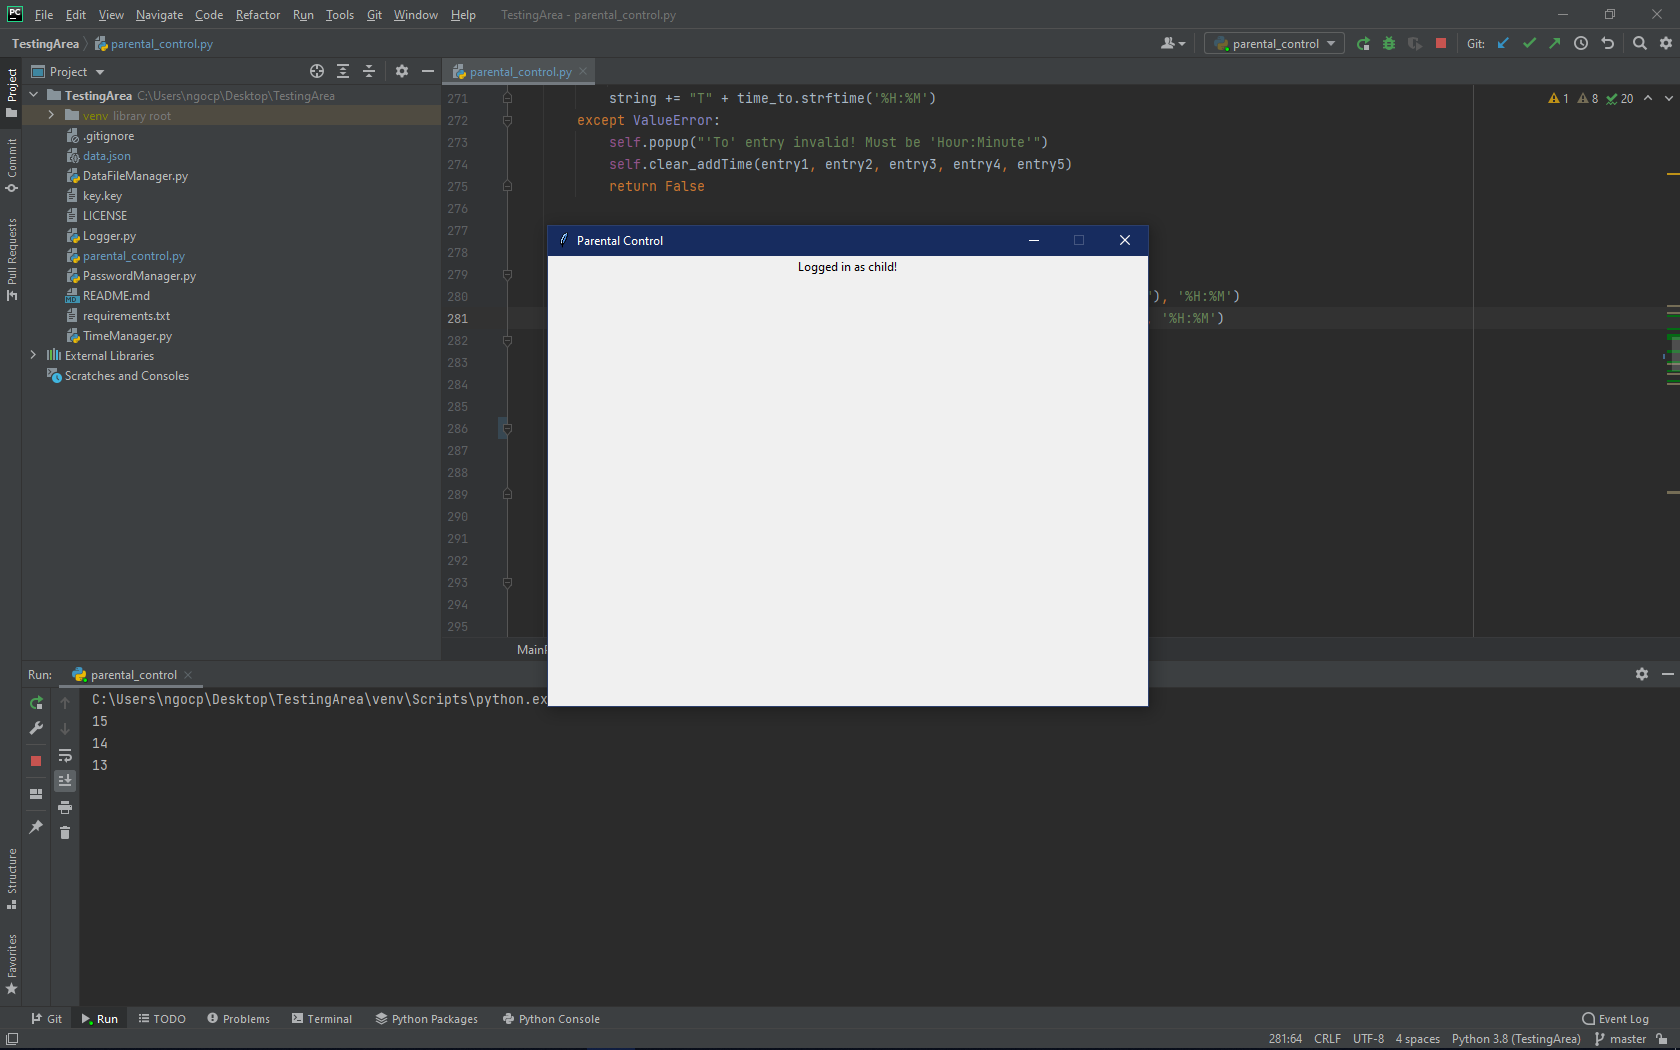 PC File Edit View Navigate Code Refactor Run Tools Git Window Help TestingArea - parental_control.py
TestingArea parental_control.py parental_control Git:
Project parental_control.py
Project
Commit
Pull Requests
Structure
Favorites
TestingArea C:\Users\ngocp\Desktop\TestingArea
venv library root
.gitignore
data.json
DataFileManager.py
key.key
LICENSE
Logger.py
parental_control.py
PasswordManager.py
README.md
requirements.txt
TimeManager.py
External Libraries
Scratches and Consoles
1 8 20
271 string += "T" + time_to.strftime('%H:%M')
272 except ValueError:
273 self.popup("'To' entry invalid! Must be 'Hour:Minute'")
274 self.clear_addTime(entry1, entry2, entry3, entry4, entry5)
275 return False
276
277
278
279
280 "), '%H:%M')
281 '%H:%M')
282
283
284
285
286
287
288
289
290
291
292
293
294
295
Parental Control
Logged in as child!
Run: parental_control
C:\Users\ngocp\Desktop\TestingArea\venv\Scripts\python.ex
15
14
13
Git Run TODO Problems Terminal Python Packages Python Console Event Log
281:64 CRLF UTF-8 4 spaces Python 3.8 (TestingArea) master